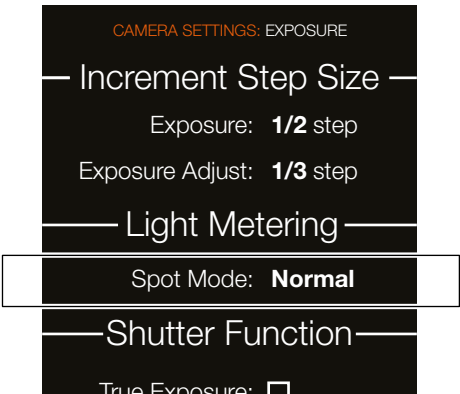 CAMERA SETTINGS: EXPOSURE
Increment Step Size
Exposure: 1/2 step
Exposure Adjust: 1/3 step
Light Metering
Spot Mode: Normal
Shutter Function
True Exposure: